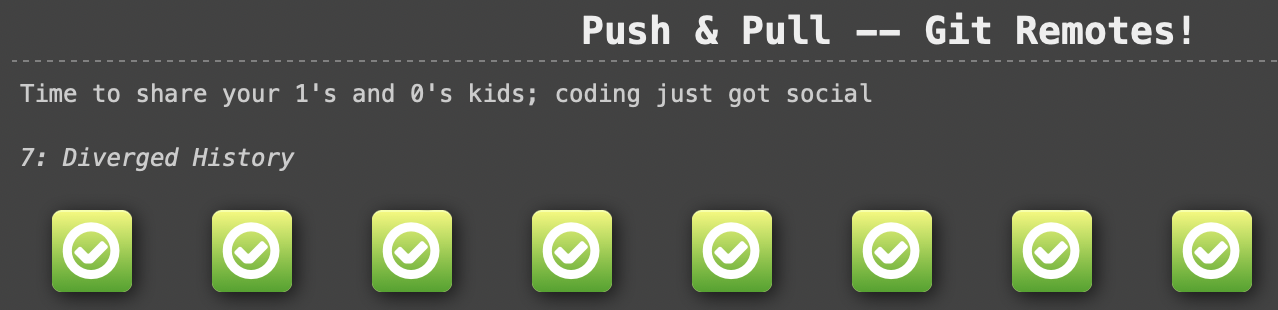 Push & Pull -- Git Remotes!
Time to share your 1's and 0's kids; coding just got social
7: Diverged History